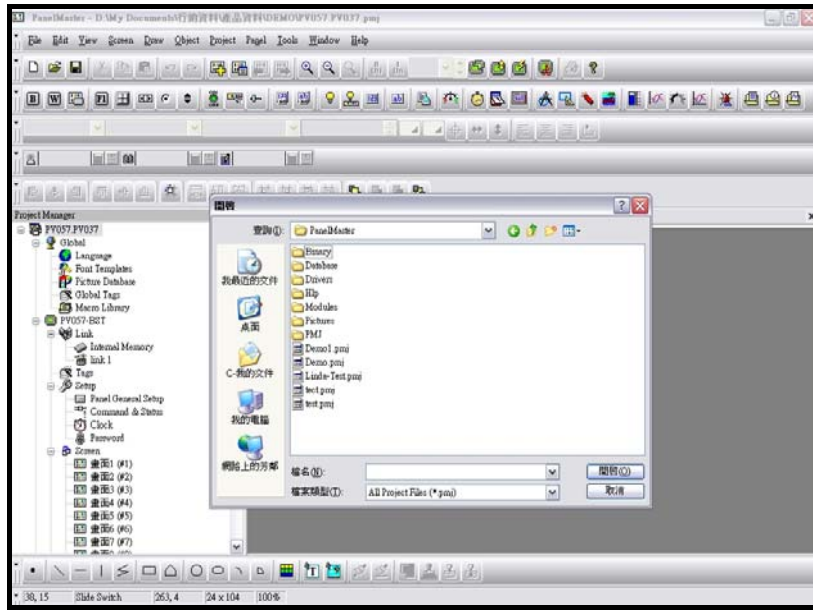 PanelMaster - D:\My Documents\行銷資料\產品資料\DEMO\PV057.PV037.pmj
File Edit View Screen Draw Object Project Panel Tools Window Help
Project Manager
PV057.PV037
Global
Language
Font Templates
Picture Database
Global Tags
Macro Library
PV057-BST
Link
Internal Memory
link 1
Tags
Setup
Panel General Setup
Command & Status
Clock
Password
Screen
畫面1 (#1)
畫面2 (#2)
畫面3 (#3)
畫面4 (#4)
畫面5 (#5)
畫面6 (#6)
畫面7 (#7)
開啟
查詢(I): PanelMaster
我最近的文件
桌面
C-我的文件
我的電腦
網路上的芳鄰
Binary
Database
Drivers
Hlp
Modules
Pictures
PMJ
Demo1.pmj
Demo.pmj
Linda-Test.pmj
tect.pmj
test.pmj
檔名(N): 開啟(O)
檔案類型(T): All Project Files (*.pmj) 取消
38, 15 Slide Switch 263, 4 24 x 104 100%